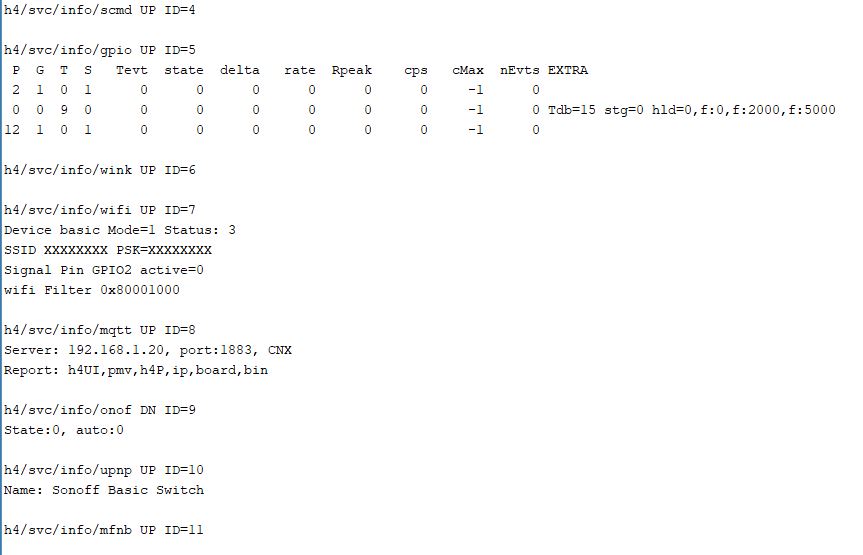 h4/svc/info/scmd UP ID=4
h4/svc/info/gpio UP ID=5
P G T S Tevt state delta rate Rpeak cps cMax nEvts EXTRA
2 1 0 1 0 0 0 0 0 0 -1 0
0 0 9 0 0 0 0 0 0 0 -1 0 Tdb=15 stg=0 hld=0,f:0,f:2000,f:5000
12 1 0 1 0 0 0 0 0 0 -1 0
h4/svc/info/wink UP ID=6
h4/svc/info/wifi UP ID=7
Device basic Mode=1 Status: 3
SSID XXXXXXXX PSK=XXXXXXXX
Signal Pin GPIO2 active=0
wifi Filter 0x80001000
h4/svc/info/mqtt UP ID=8
Server: 192.168.1.20, port:1883, CNX
Report: h4UI,pmv,h4P,ip,board,bin
h4/svc/info/onof DN ID=9
State:0, auto:0
h4/svc/info/upnp UP ID=10
Name: Sonoff Basic Switch
h4/svc/info/mfnb UP ID=11